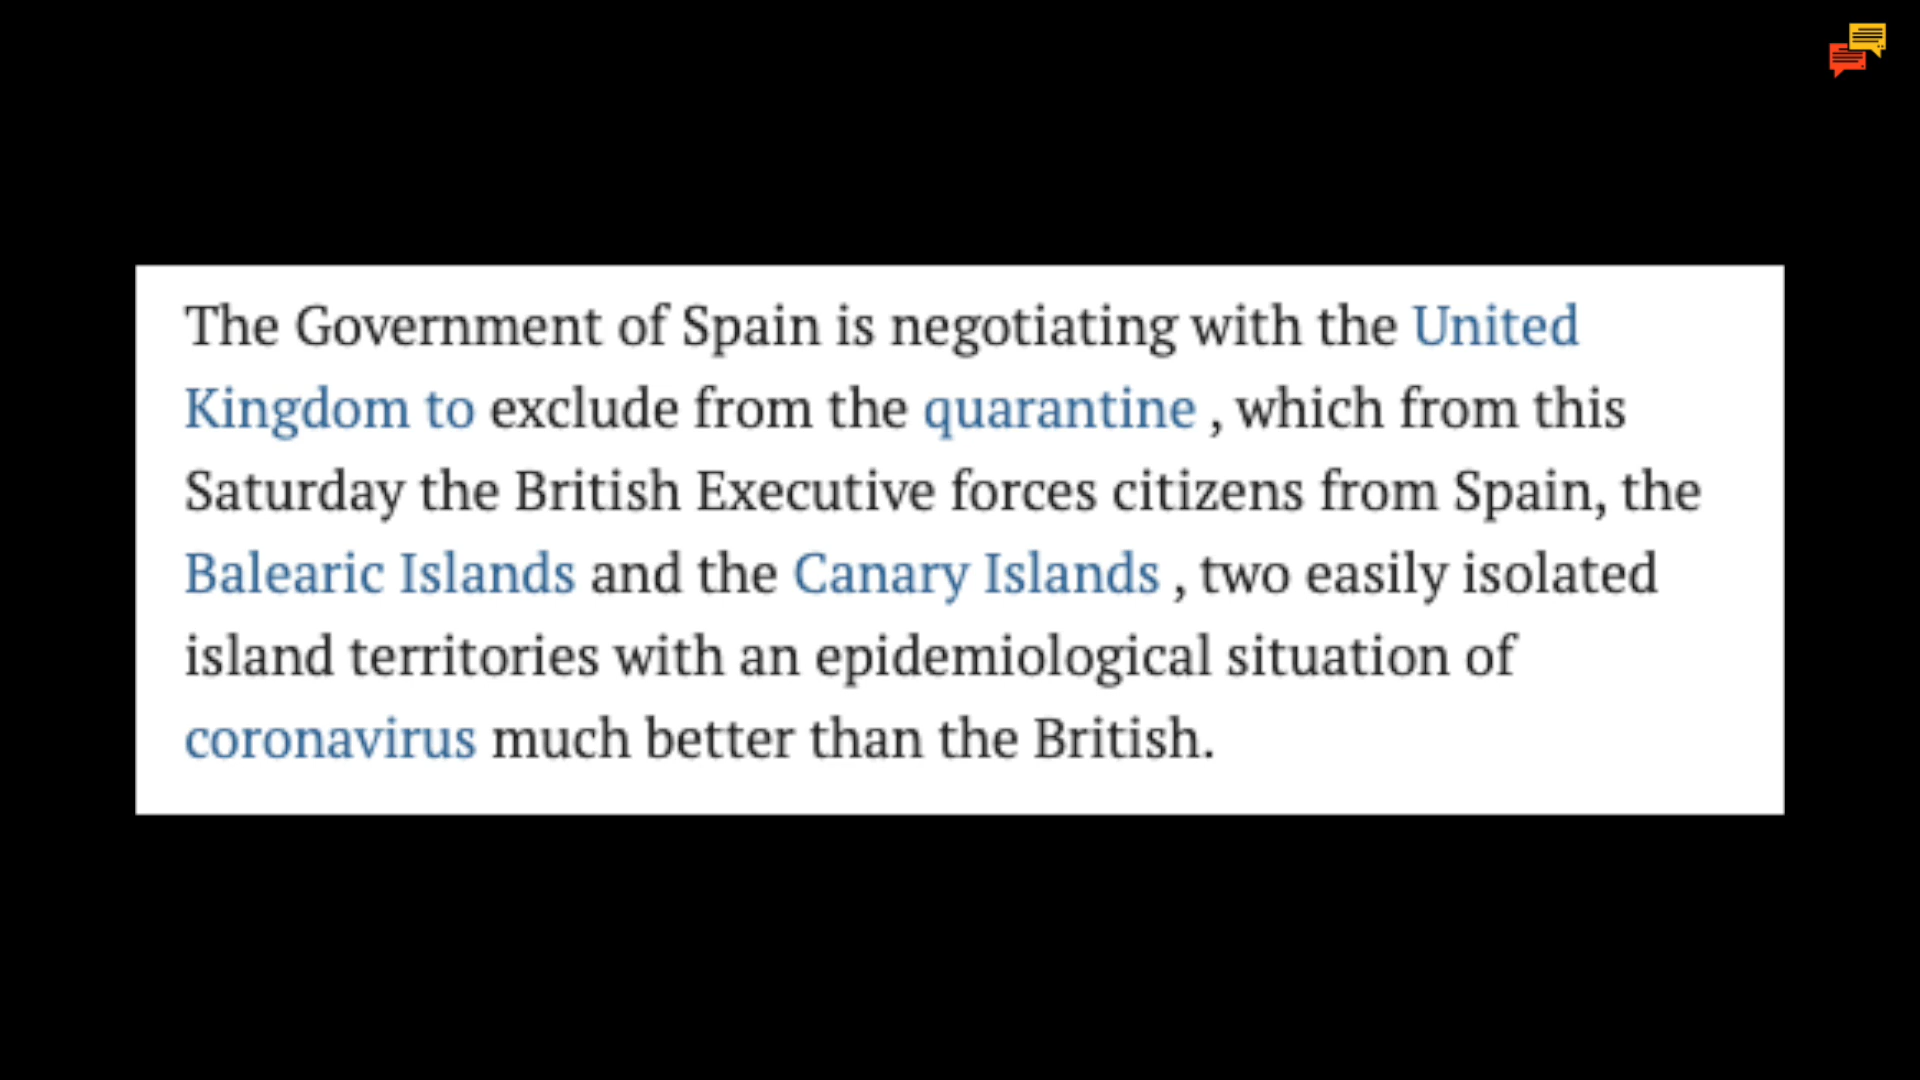 The Government of Spain is negotiating with the United
Kingdom to exclude from the quarantine , which from this
Saturday the British Executive forces citizens from Spain, the
Balearic Islands and the Canary Islands , two easily isolated
island territories with an epidemiological situation of
coronavirus much better than the British.